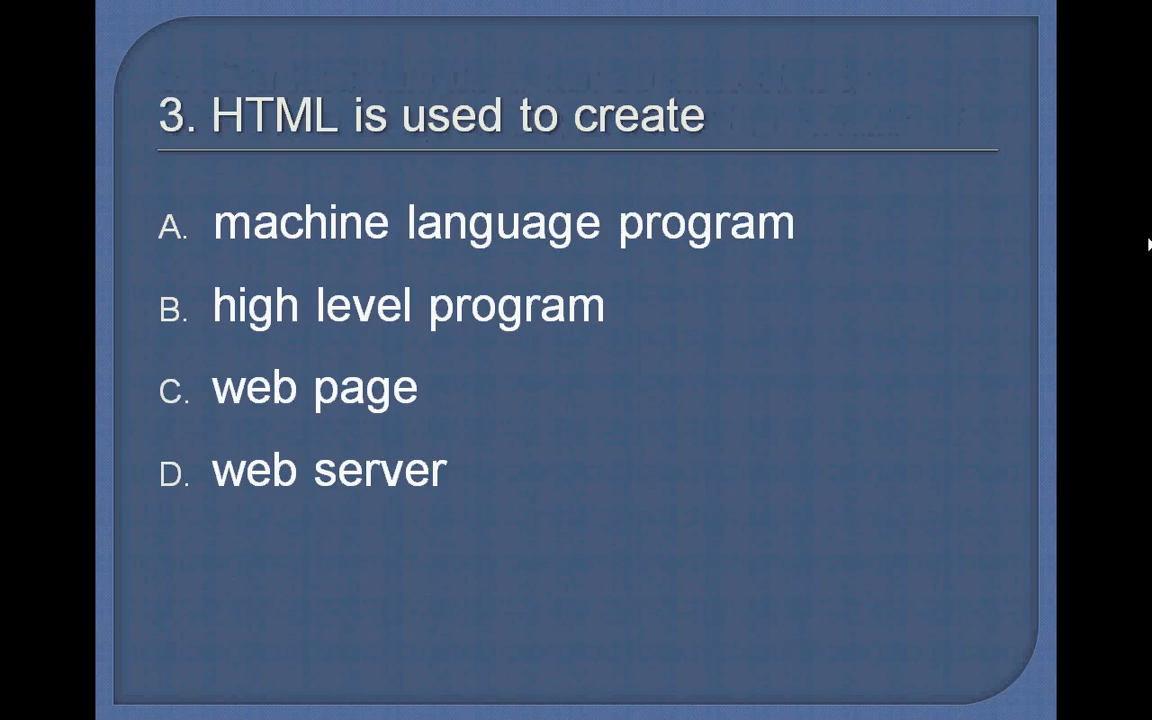 3. HTML is used to create
A. machine language program
B. high level program
C. web page
D. web server